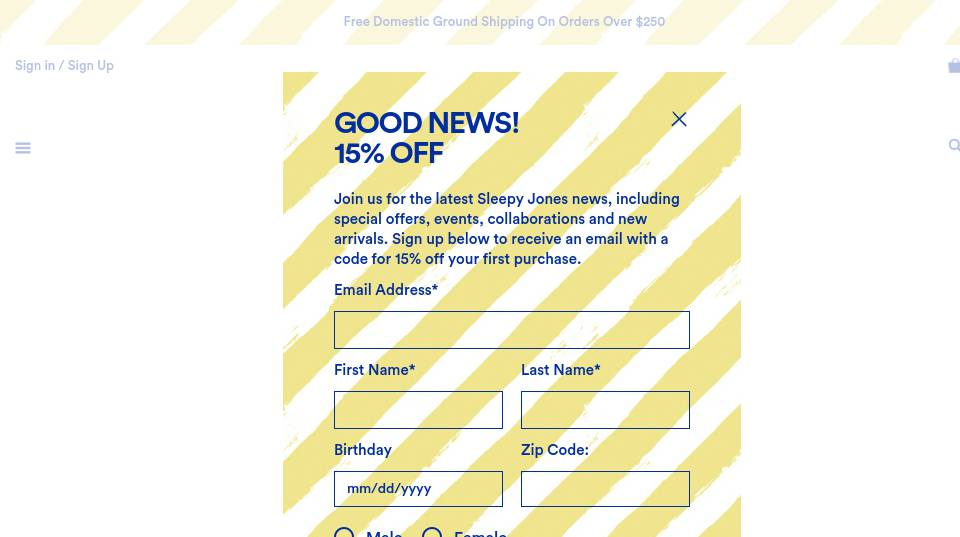 Free Domestic Ground Shipping On Orders Over $250
Sign in / Sign Up
GOOD NEWS!
15% OFF
Join us for the latest Sleepy Jones news, including
special offers, events, collaborations and new
arrivals. Sign up below to receive an email with a
code for 15% off your first purchase.
Email Address*
First Name* Last Name*
Birthday Zip Code:
mm/dd/yyyy
Male Female